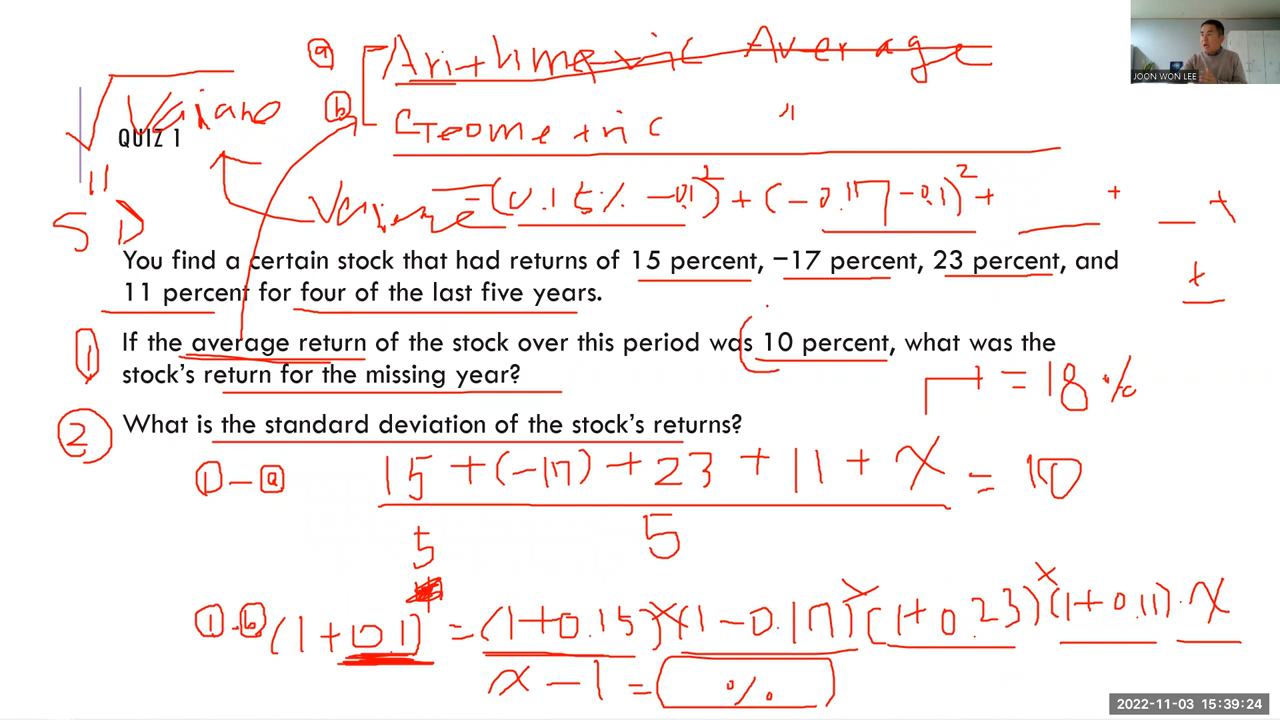 ⓐ Arithmetric Average
JOON WON LEE
ⓑ Geometric "
√Variance
QUIZ 1
"
SD
Variance = (0.15% - 0.1)² + (-0.17 - 0.1)² + ___ + _ +
+
You find a certain stock that had returns of 15 percent, −17 percent, 23 percent, and
11 percent for four of the last five years.
① If the average return of the stock over this period was 10 percent, what was the
stock's return for the missing year?
= 18%
② What is the standard deviation of the stock's returns?
①-ⓐ 15 + (-17) + 23 + 11 + x = 10
5
5
①-ⓑ (1+0.1) = (1+0.15) × (1-0.17) × (1+0.23) × (1+0.11) · x
x - 1 = ( % )
2022-11-03 15:39:24